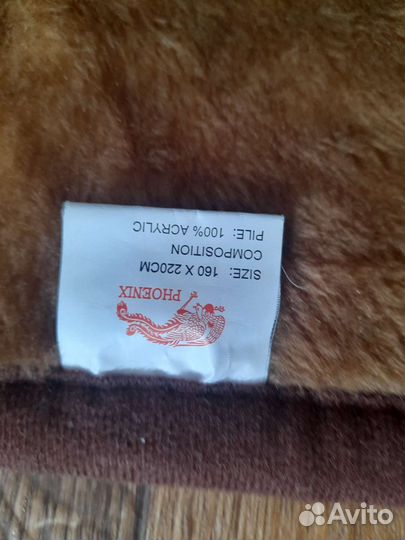 PHOENIX
SIZE: 160 X 220CM
COMPOSITION
PILE: 100% ACRYLIC
Avito